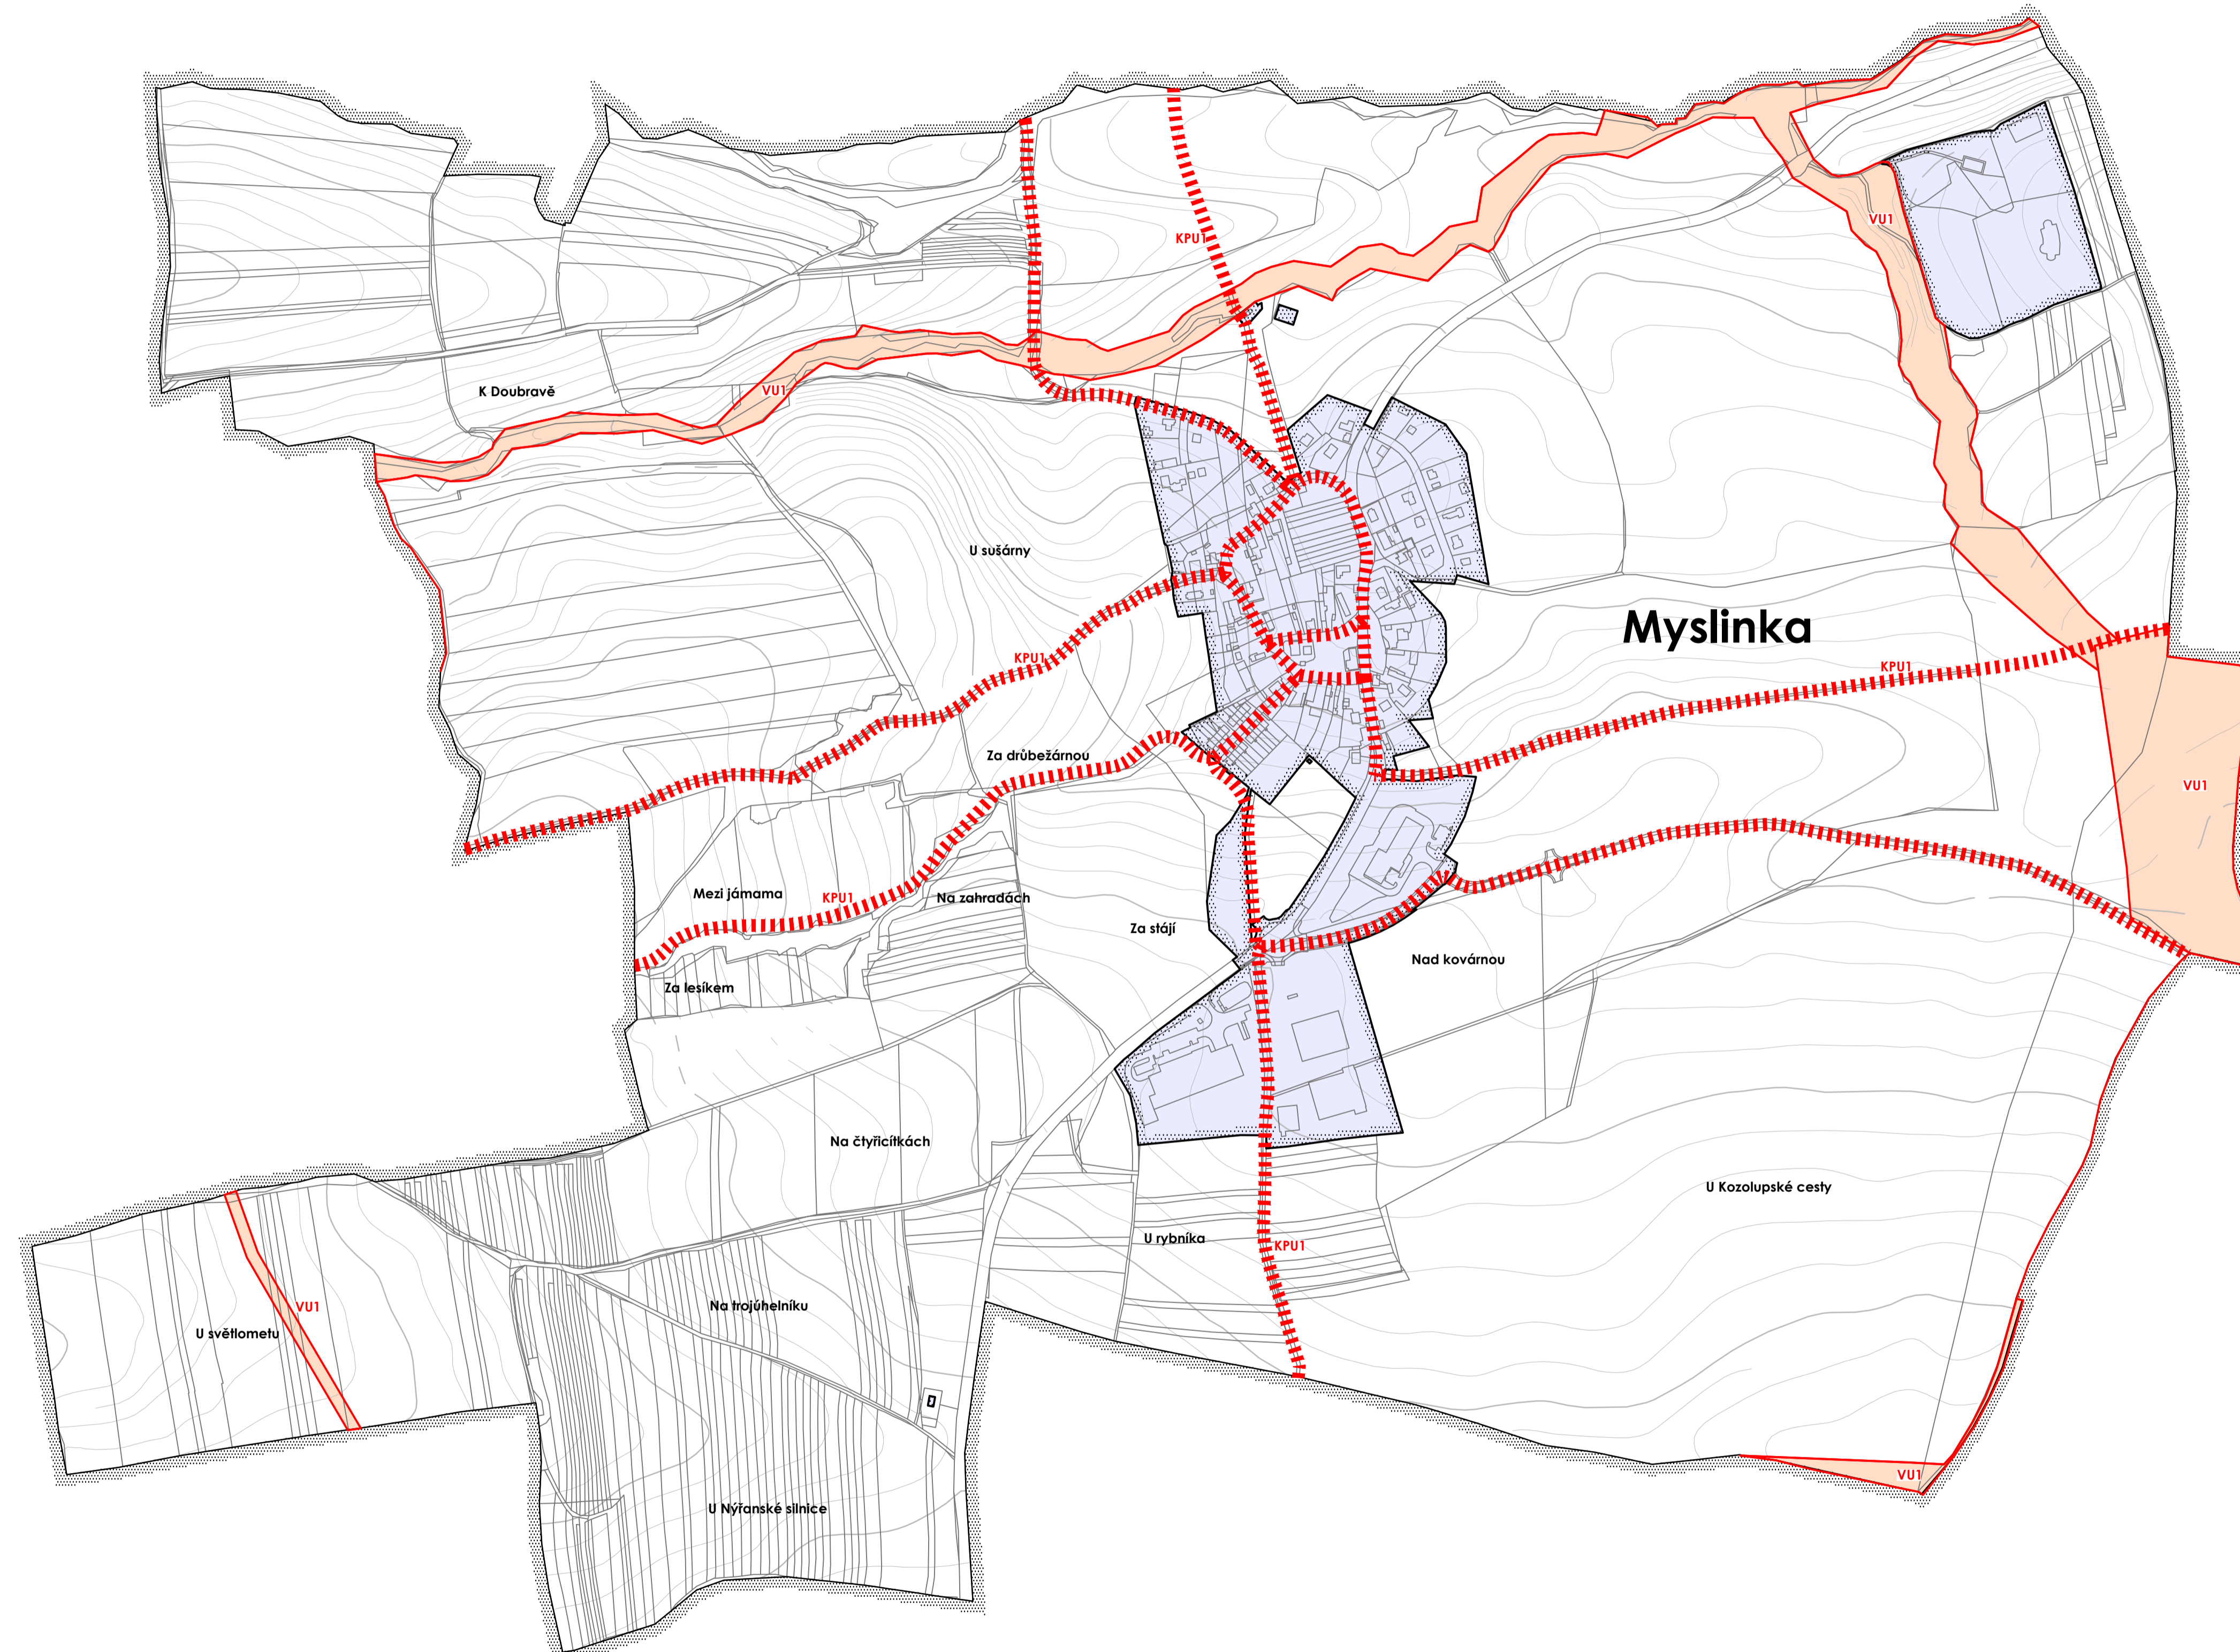 VU1
KPU1
K Doubravě
VU1
U sušárny
Myslinka
KPU1
KPU1
Za drůbežárnou
VU1
Mezi jámama
KPU1
Na zahradách
Za stájí
Nad kovárnou
Za lesíkem
Na čtyřicítkách
U Kozolupské cesty
U rybníka
KPU1
Na trojúhelníku
VU1
U světlometu
VU1
U Nýřanské silnice